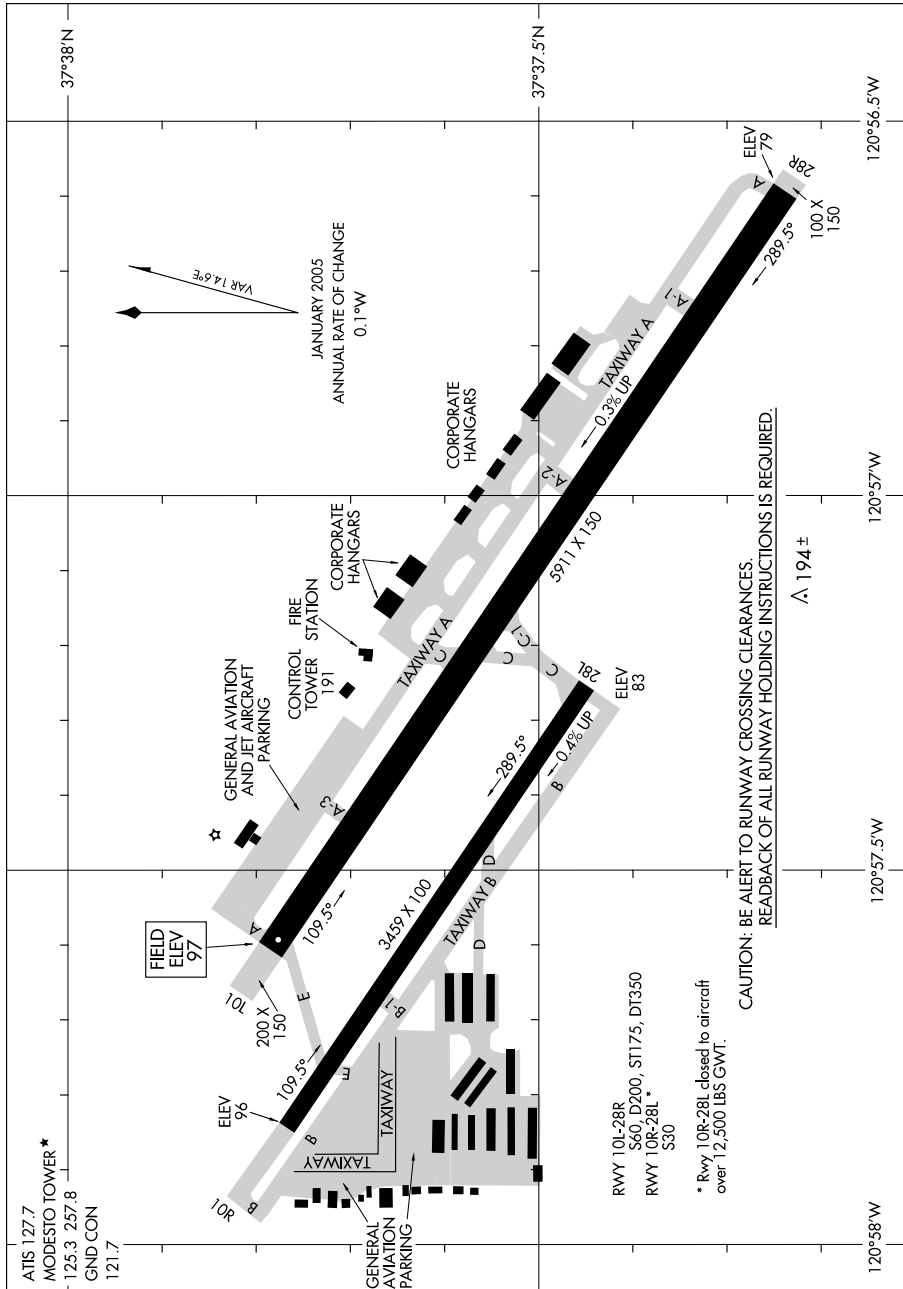 ATIS 127.7
MODESTO TOWER★
125.3 257.8
GND CON
121.7
37°38'N
37°37.5'N
120°56.5'W
120°57'W
120°57.5'W
120°58'W
VAR 14.6°E
JANUARY 2005
ANNUAL RATE OF CHANGE
0.1°W
FIELD
ELEV
97
GENERAL AVIATION
AND JET AIRCRAFT
PARKING
CONTROL
TOWER
191
FIRE
STATION
CORPORATE
HANGARS
CORPORATE
HANGARS
A
A-3
TAXIWAY A
C
C
C
C-1
A-2
TAXIWAY A
A-1
A
ELEV
79
28R
100 X
150
289.5°
0.3% UP
5911 X 150
109.5°
10L
200 X
150
E
E
109.5°
ELEV
96
10R
B
B
3459 X 100
289.5°
0.4% UP
28L
ELEV
83
B
D
D
TAXIWAY B
B-1
TAXIWAY
TAXIWAY
GENERAL
AVIATION
PARKING
RWY 10L-28R
S60, D200, ST175, DT350
RWY 10R-28L *
S30
* Rwy 10R-28L closed to aircraft
over 12,500 LBS GWT.
CAUTION: BE ALERT TO RUNWAY CROSSING CLEARANCES.
READBACK OF ALL RUNWAY HOLDING INSTRUCTIONS IS REQUIRED.
194±